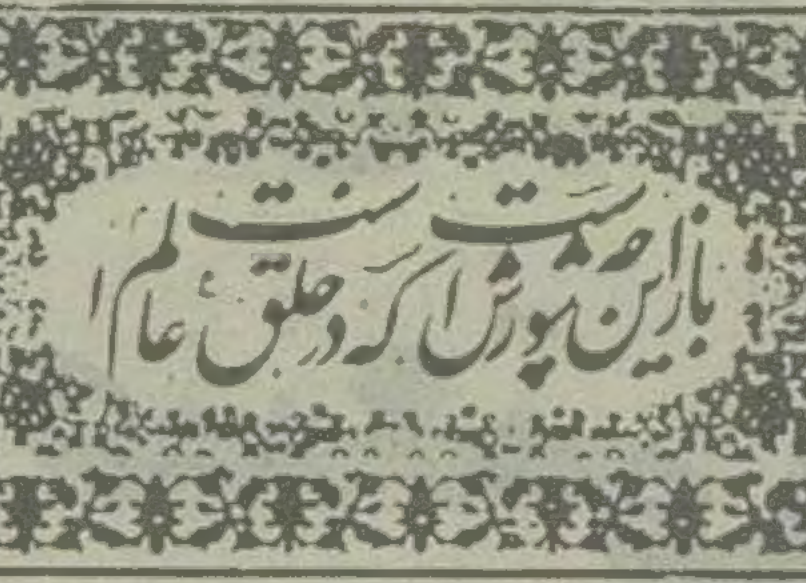 باز این چه شورش است که در خلق عالم است